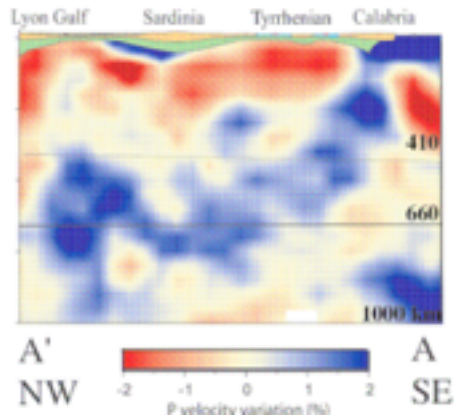 Lyon Gulf Sardinia Tyrrhenian Calabria
410
660
1000 km
A' A
NW SE
-2 -1 0 1 2
P velocity variation (%)